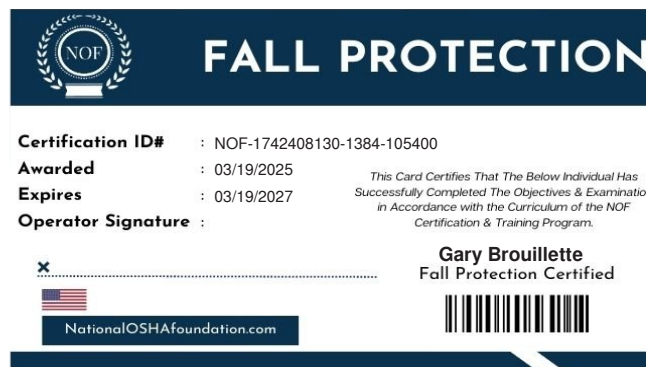 NOF
FALL PROTECTION
Certification ID# : NOF-1742408130-1384-105400
Awarded : 03/19/2025
Expires : 03/19/2027
Operator Signature :
This Card Certifies That The Below Individual Has
Successfully Completed The Objectives & Examinatio
in Accordance with the Curriculum of the NOF
Certification & Training Program.
Gary Brouillette
Fall Protection Certified
×
NationalOSHAfoundation.com